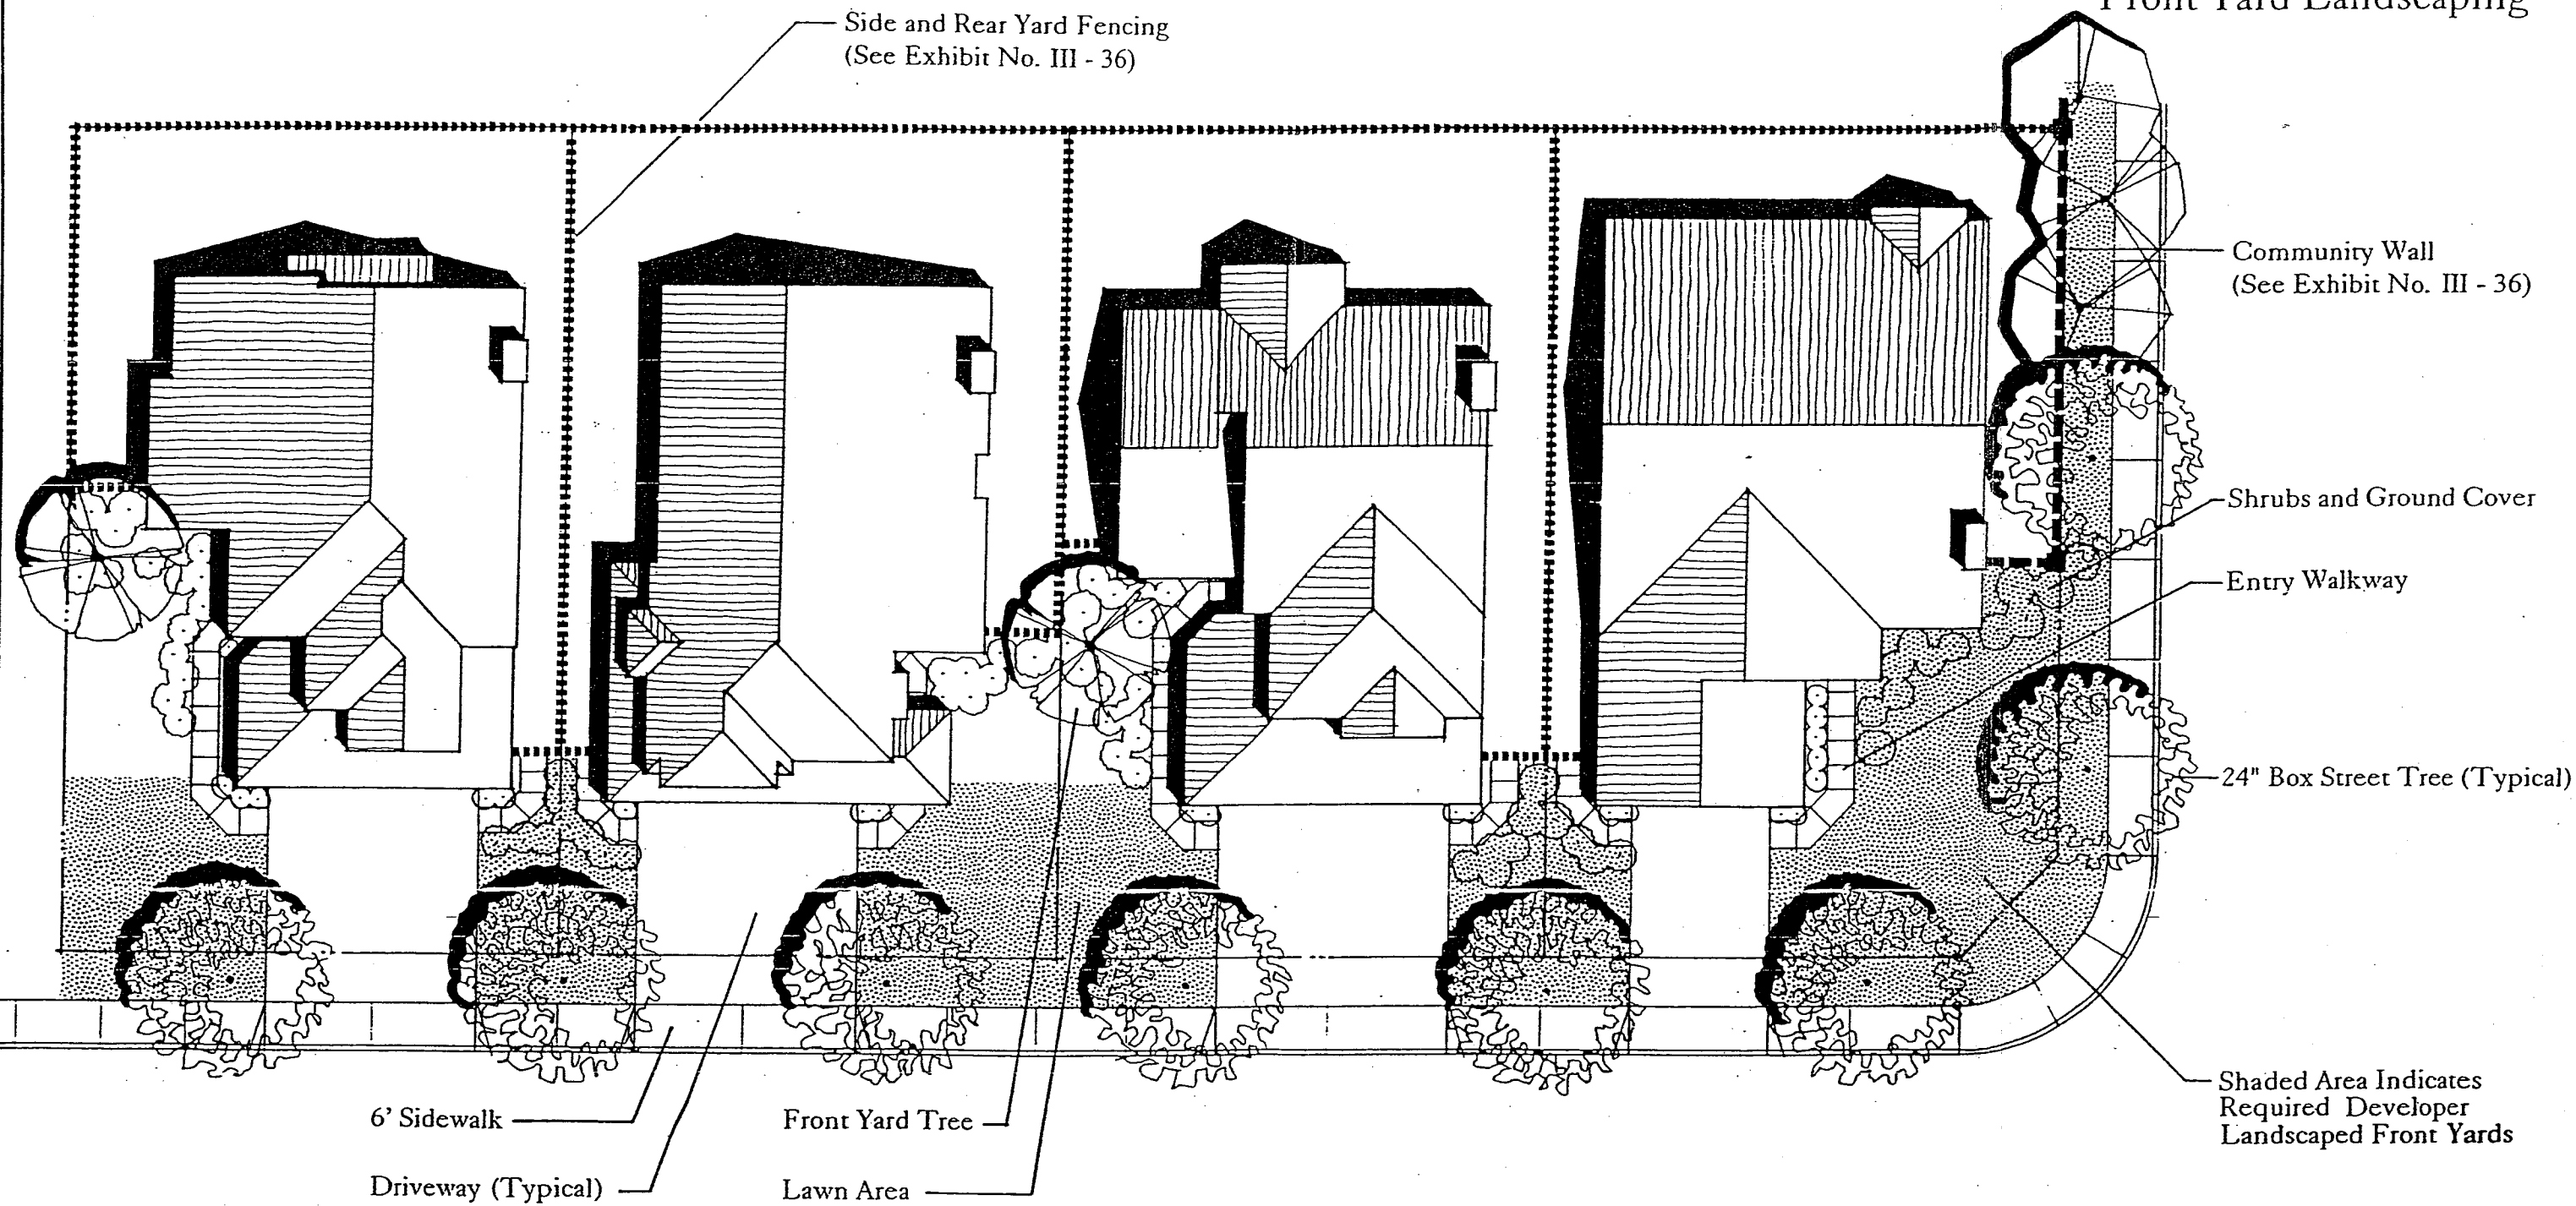 Front Yard Landscaping
Side and Rear Yard Fencing
(See Exhibit No. III - 36)
Community Wall
(See Exhibit No. III - 36)
Shrubs and Ground Cover
Entry Walkway
24" Box Street Tree (Typical)
Shaded Area Indicates
Required Developer
Landscaped Front Yards
6' Sidewalk
Front Yard Tree
Driveway (Typical)
Lawn Area